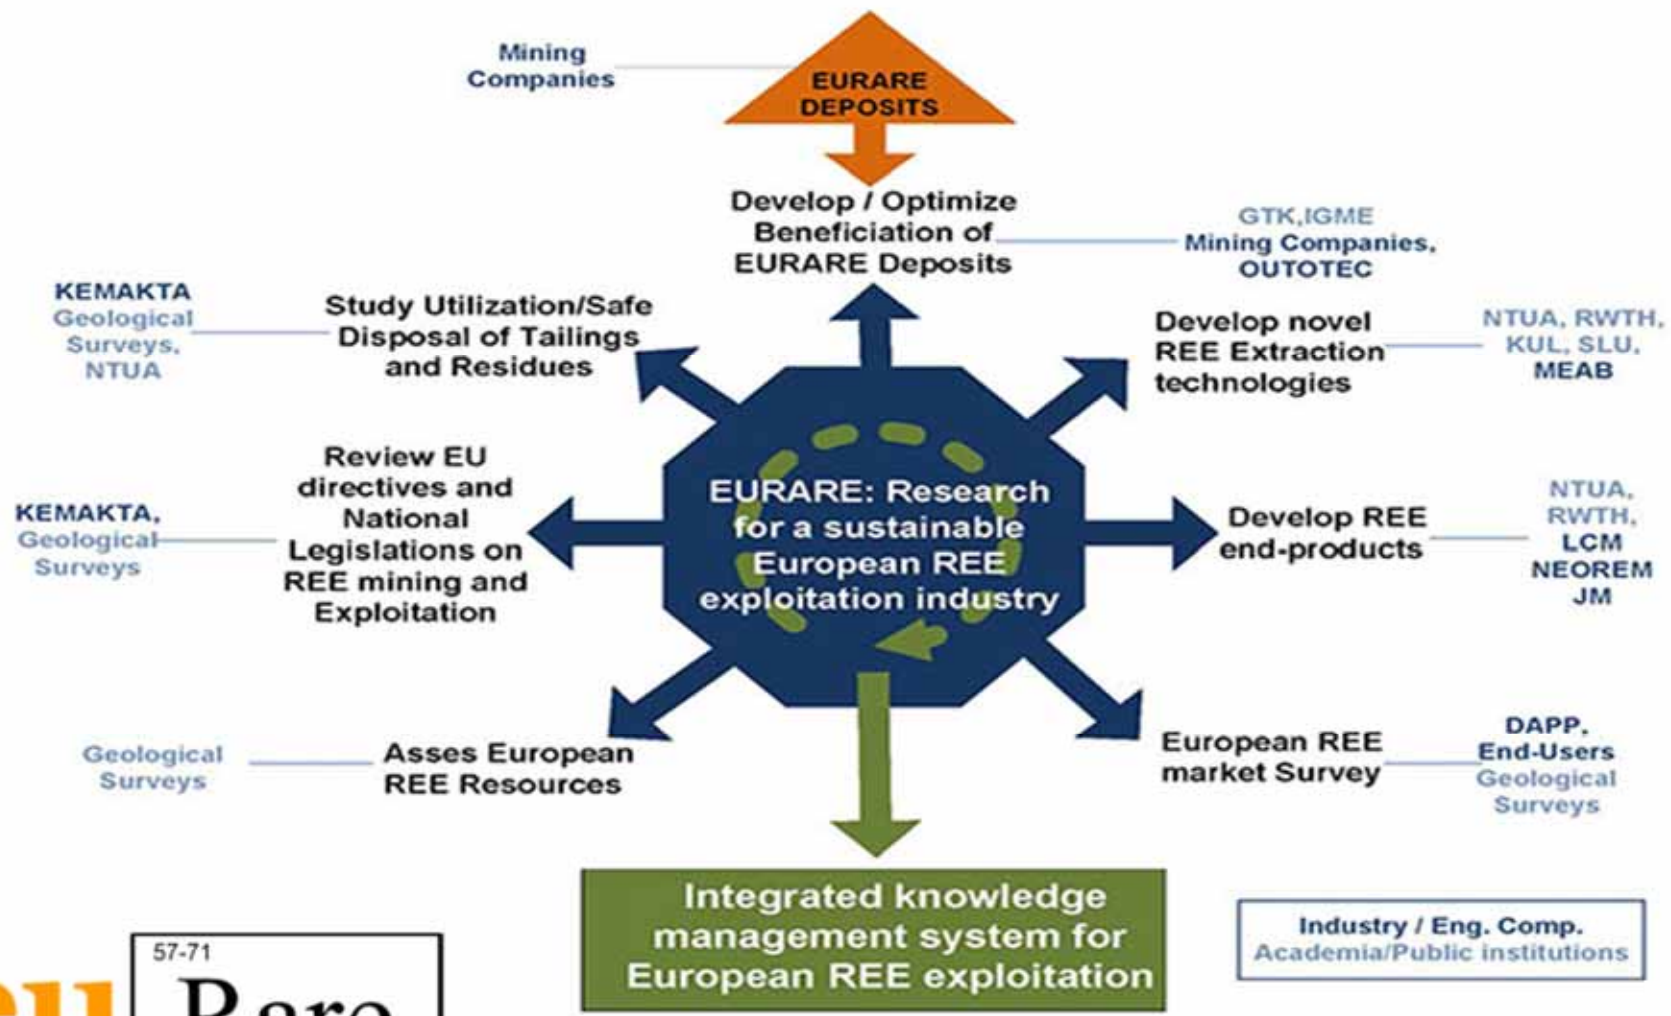 Mining
Companies
EURARE
DEPOSITS
Develop / Optimize
Beneficiation of
EURARE Deposits
GTK,IGME
Mining Companies,
OUTOTEC
KEMAKTA
Geological
Surveys,
NTUA
Study Utilization/Safe
Disposal of Tailings
and Residues
Develop novel
REE Extraction
technologies
NTUA, RWTH,
KUL, SLU,
MEAB
KEMAKTA,
Geological
Surveys
Review EU
directives and
National
Legislations on
REE mining and
Exploitation
EURARE: Research
for a sustainable
European REE
exploitation industry
Develop REE
end-products
NTUA,
RWTH,
LCM
NEOREM
JM
Geological
Surveys
Asses European
REE Resources
European REE
market Survey
DAPP,
End-Users
Geological
Surveys
Integrated knowledge
management system for
European REE exploitation
Industry / Eng. Comp.
Academia/Public institutions
57-71
eu Rare